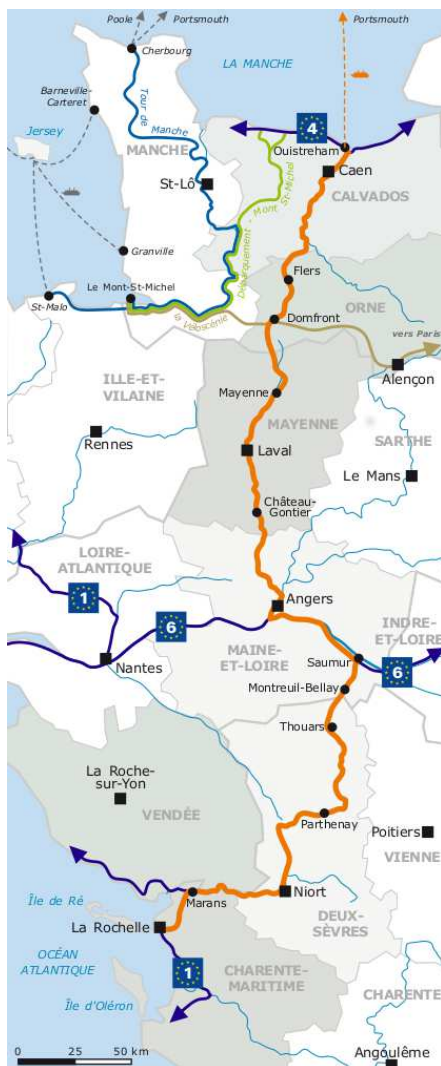 Poole
Portsmouth
Portsmouth
Cherbourg
LA MANCHE
Barneville-
Carteret
Tour de
Manche
Jersey
MANCHE
4
Ouistreham
Caen
St-Lô
CALVADOS
Débarquement - Mont St-Michel
Granville
Flers
Le Mont-St-Michel
ORNE
St-Malo
la Véloscénie
Domfront
vers Paris
Alençon
ILLE-ET-
VILAINE
Mayenne
MAYENNE
Rennes
SARTHE
Laval
Le Mans
Château-
Gontier
LOIRE-
ATLANTIQUE
1
Angers
6
INDRE-
ET-LOIRE
MAINE-
ET-LOIRE
Nantes
Saumur
6
Montreuil-Bellay
Thouars
La Roche-
sur-Yon
VENDÉE
Parthenay
Poitiers
VIENNE
Niort
Île de Ré
Marans
La Rochelle
DEUX-
SÈVRES
OCÉAN
ATLANTIQUE
1
CHARENTE-
MARITIME
CHARENTE
Île d'Oléron
Angoulême
0 25 50 km